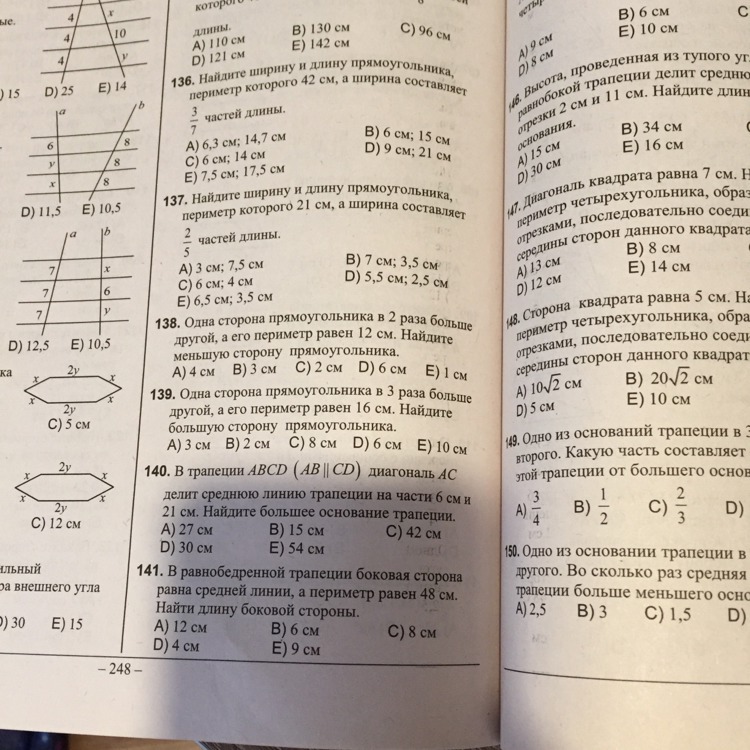 ые.
4
x
4
10
4
y
) 15 D) 25 E) 14
a
b
6
8
y
8
x
8
D) 11,5 E) 10,5
a
b
7
x
7
6
7
y
D) 12,5 E) 10,5
ка
2y
x
x
x
x
2y
C) 5 см
2y
x
x
x
x
2y
C) 12 см
ильный
ра внешнего угла
D) 30 E) 15
которого
длины.
A) 110 см B) 130 см C) 96 см
D) 121 см E) 142 см
136. Найдите ширину и длину прямоугольника,
периметр которого 42 см, а ширина составляет
3/7 частей длины.
A) 6,3 см; 14,7 см B) 6 см; 15 см
C) 6 см; 14 см D) 9 см; 21 см
E) 7,5 см; 17,5 см
137. Найдите ширину и длину прямоугольника,
периметр которого 21 см, а ширина составляет
2/5 частей длины.
A) 3 см; 7,5 см B) 7 см; 3,5 см
C) 6 см; 4 см D) 5,5 см; 2,5 см
E) 6,5 см; 3,5 см
138. Одна сторона прямоугольника в 2 раза больше
другой, а его периметр равен 12 см. Найдите
меньшую сторону прямоугольника.
A) 4 см B) 3 см C) 2 см D) 6 см E) 1 см
139. Одна сторона прямоугольника в 3 раза больше
другой, а его периметр равен 16 см. Найдите
большую сторону прямоугольника.
A) 3 см B) 2 см C) 8 см D) 6 см E) 10 см
140. В трапеции ABCD (AB || CD) диагональ AC
делит среднюю линию трапеции на части 6 см и
21 см. Найдите большее основание трапеции.
A) 27 см B) 15 см C) 42 см
D) 30 см E) 54 см
141. В равнобедренной трапеции боковая сторона
равна средней линии, а периметр равен 48 см.
Найти длину боковой стороны.
A) 12 см B) 6 см C) 8 см
D) 4 см E) 9 см
– 248 –
B) 6 см C
A) 9 см E) 10 см
D) 8 см
146. Высота, проведенная из тупого уг
равнобокой трапеции делит средню
отрезки 2 см и 11 см. Найдите длин
основания.
A) 15 см B) 34 см
D) 30 см E) 16 см
147. Диагональ квадрата равна 7 см. Н
периметр четырехугольника, образ
отрезками, последовательно соеди
середины сторон данного квадрата
A) 13 см B) 8 см
D) 12 см E) 14 см
148. Сторона квадрата равна 5 см. На
периметр четырехугольника, обра
отрезками, последовательно соеди
середины сторон данного квадрат
A) 10√2 см B) 20√2 см
D) 5 см E) 10 см
149. Одно из оснований трапеции в 3
второго. Какую часть составляет
этой трапеции от большего основ
A) 3/4 B) 1/2 C) 2/3 D)
150. Одно из основании трапеции в
другого. Во сколько раз средняя
трапеции больше меньшего осно
A) 2,5 B) 3 C) 1,5 D)